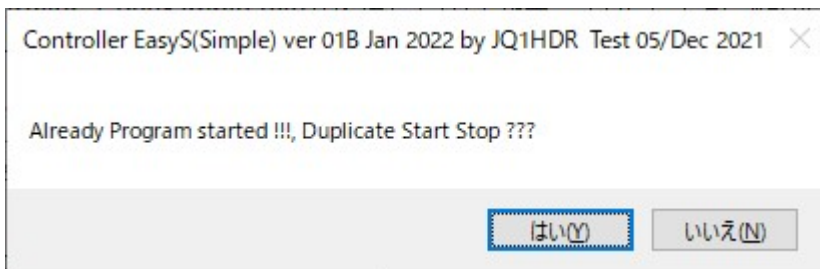 Controller EasyS(Simple) ver 01B Jan 2022 by JQ1HDR  Test 05/Dec 2021
Already Program started !!!, Duplicate Start Stop ???
はい(Y) いいえ(N)